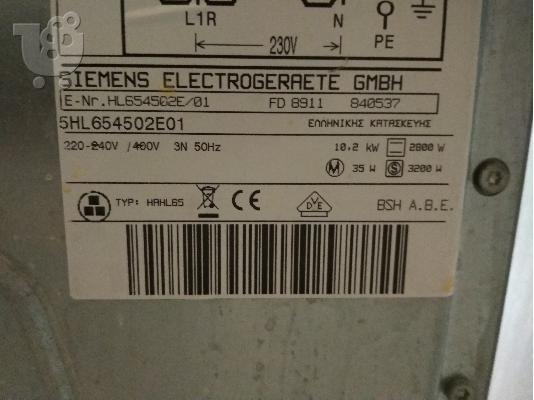 L1R
N
230V
PE
SIEMENS ELECTROGERAETE GMBH
E-Nr.HL654502E/01 FD 8911 840537
5HL654502E01 ΕΛΛΗΝΙΚΗΣ ΚΑΤΑΣΚΕΥΗΣ
220-240V /400V 3N 50Hz 10,2 kW 2800 W
M 35 W S 3200 W
TYP: HAHL65 CE VDE BSH A.B.E.